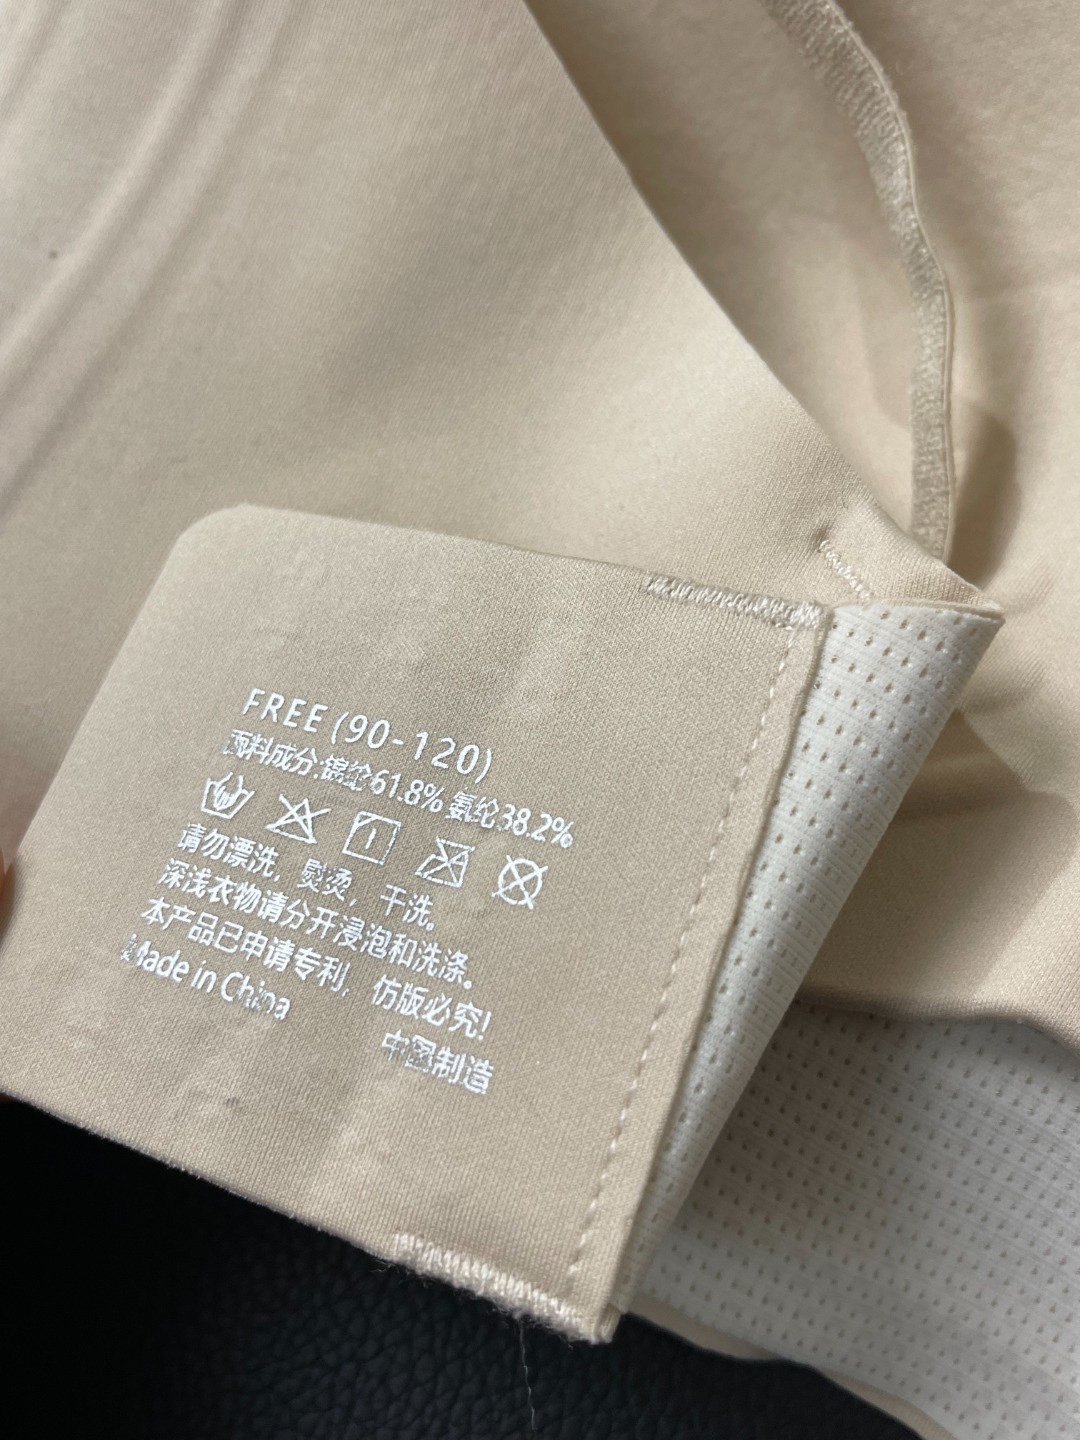 FREE (90-120)
面料成分:锦纶61.8% 氨纶38.2%
请勿漂洗，熨烫，干洗。
深浅衣物请分开浸泡和洗涤。
本产品已申请专利，仿版必究!
Made in China
中国制造